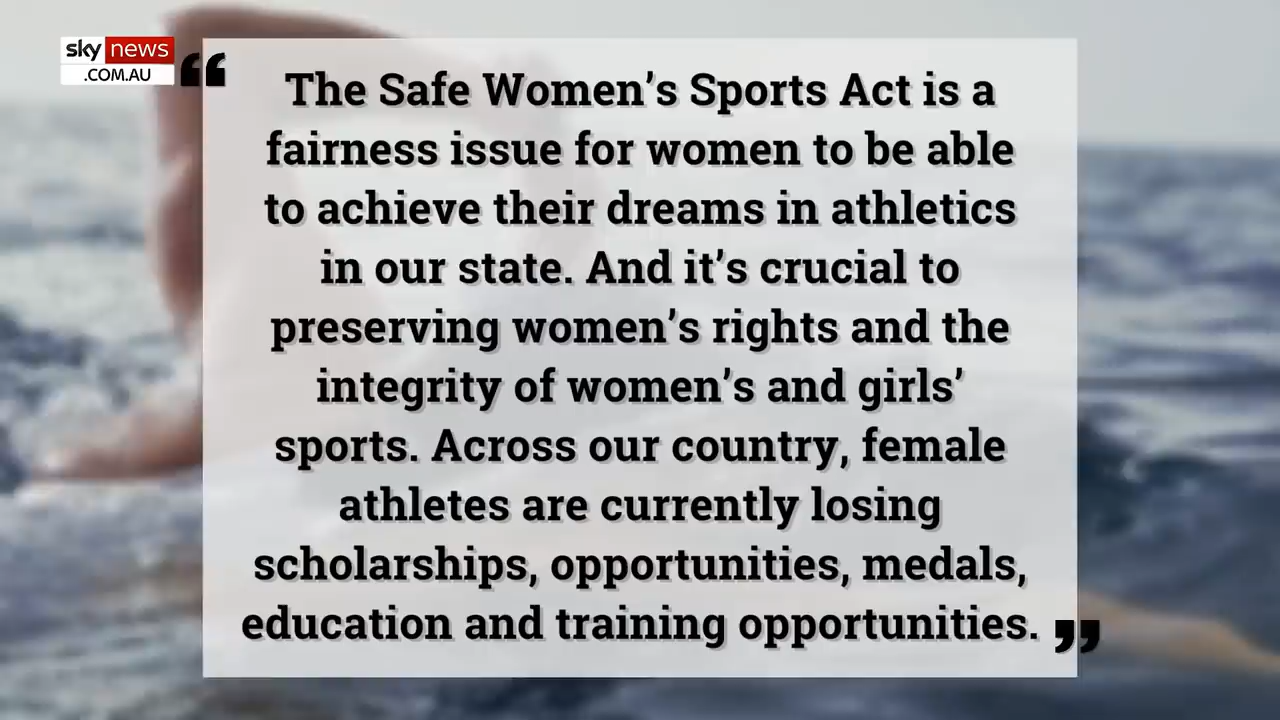 sky news
.COM.AU
“
The Safe Women’s Sports Act is a
fairness issue for women to be able
to achieve their dreams in athletics
in our state. And it’s crucial to
preserving women’s rights and the
integrity of women’s and girls’
sports. Across our country, female
athletes are currently losing
scholarships, opportunities, medals,
education and training opportunities. ”